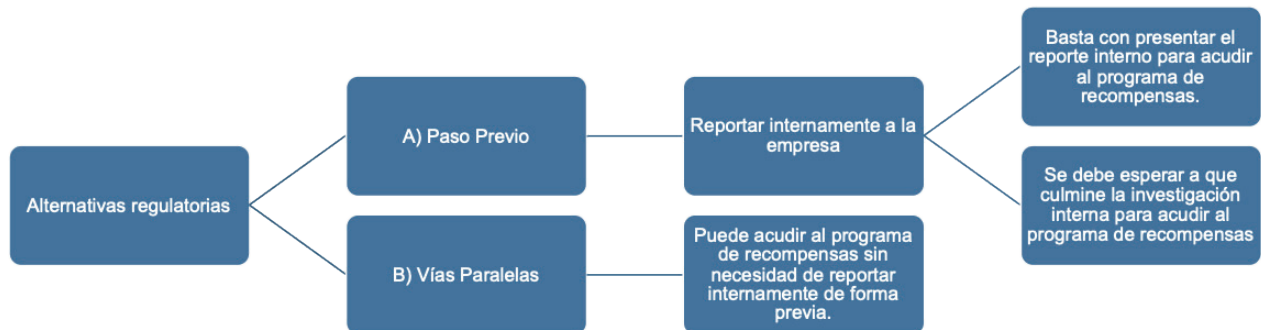 Alternativas regulatorias
A) Paso Previo
Reportar internamente a la
empresa
Basta con presentar el
reporte interno para acudir
al programa de
recompensas.
Se debe esperar a que
culmine la investigación
interna para acudir al
programa de recompensas
B) Vías Paralelas
Puede acudir al programa
de recompensas sin
necesidad de reportar
internamente de forma
previa.